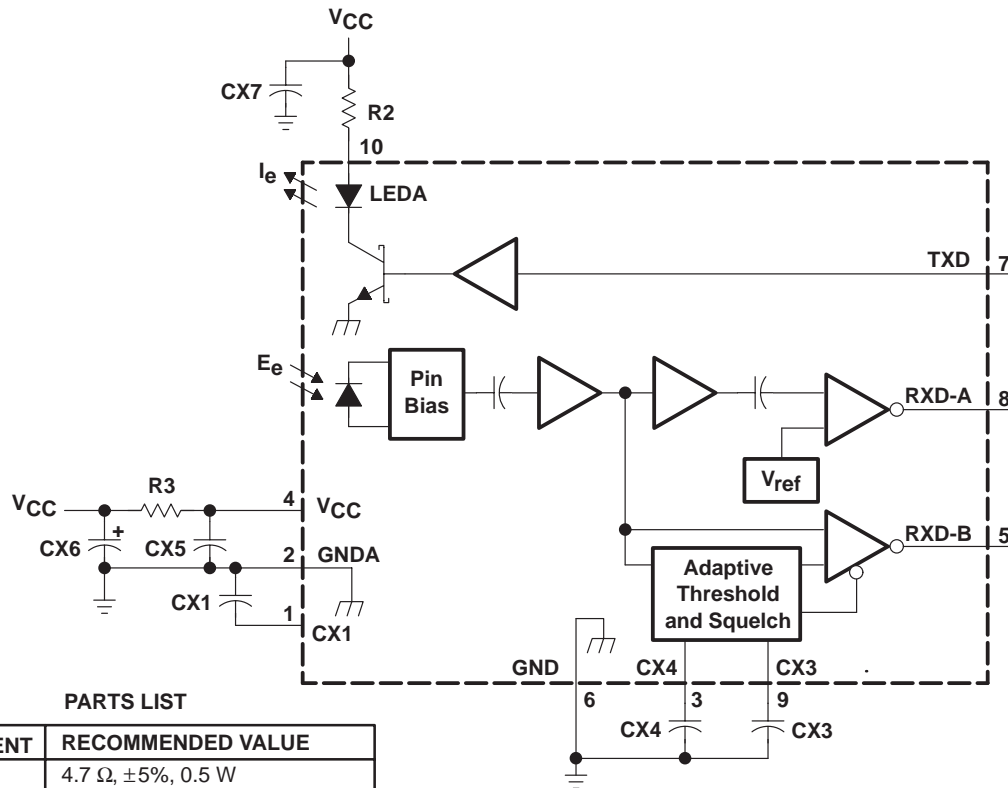 VCC
CX7
R2
10
Ie
LEDA
TXD
7
Ee
Pin
Bias
RXD-A
8
Vref
VCC
R3
4
VCC
CX6
+
CX5
2
GNDA
CX1
1
CX1
RXD-B
5
Adaptive
Threshold
and Squelch
GND
CX4
CX3
6
3
9
CX4
CX3
PARTS LIST
ENT
RECOMMENDED VALUE
4.7 Ω, ±5%, 0.5 W